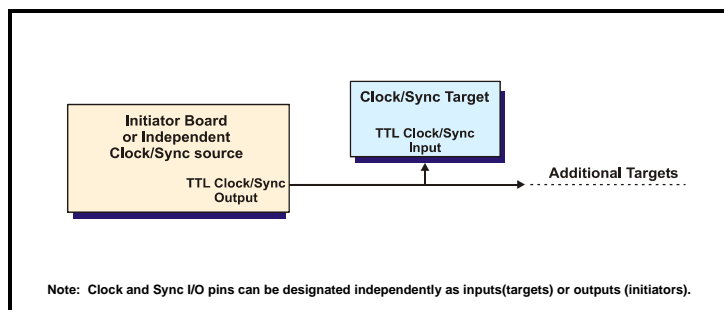 Initiator Board
or Independent
Clock/Sync source
TTL Clock/Sync
Output
Clock/Sync Target
TTL Clock/Sync
Input
Additional Targets
Note: Clock and Sync I/O pins can be designated independently as inputs(targets) or outputs (initiators).